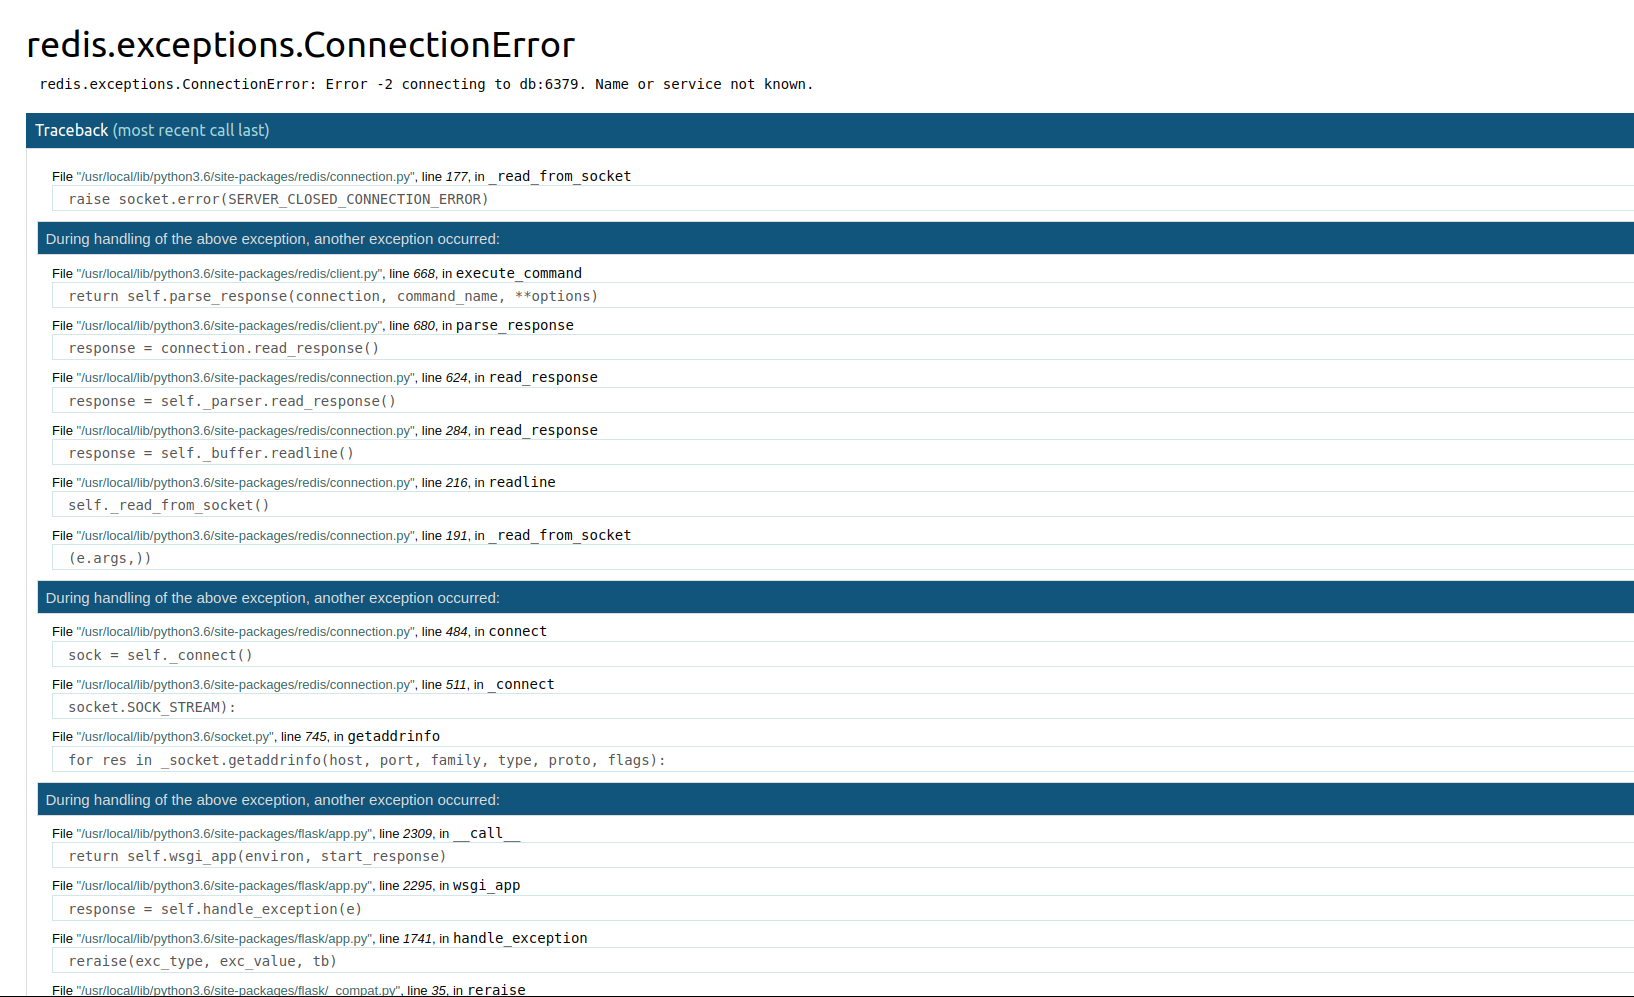 redis.exceptions.ConnectionError
redis.exceptions.ConnectionError: Error -2 connecting to db:6379. Name or service not known.
Traceback (most recent call last)
File "/usr/local/lib/python3.6/site-packages/redis/connection.py", line 177, in _read_from_socket
raise socket.error(SERVER_CLOSED_CONNECTION_ERROR)
During handling of the above exception, another exception occurred:
File "/usr/local/lib/python3.6/site-packages/redis/client.py", line 668, in execute_command
return self.parse_response(connection, command_name, **options)
File "/usr/local/lib/python3.6/site-packages/redis/client.py", line 680, in parse_response
response = connection.read_response()
File "/usr/local/lib/python3.6/site-packages/redis/connection.py", line 624, in read_response
response = self._parser.read_response()
File "/usr/local/lib/python3.6/site-packages/redis/connection.py", line 284, in read_response
response = self._buffer.readline()
File "/usr/local/lib/python3.6/site-packages/redis/connection.py", line 216, in readline
self._read_from_socket()
File "/usr/local/lib/python3.6/site-packages/redis/connection.py", line 191, in _read_from_socket
(e.args,))
During handling of the above exception, another exception occurred:
File "/usr/local/lib/python3.6/site-packages/redis/connection.py", line 484, in connect
sock = self._connect()
File "/usr/local/lib/python3.6/site-packages/redis/connection.py", line 511, in _connect
socket.SOCK_STREAM):
File "/usr/local/lib/python3.6/socket.py", line 745, in getaddrinfo
for res in _socket.getaddrinfo(host, port, family, type, proto, flags):
During handling of the above exception, another exception occurred:
File "/usr/local/lib/python3.6/site-packages/flask/app.py", line 2309, in __call__
return self.wsgi_app(environ, start_response)
File "/usr/local/lib/python3.6/site-packages/flask/app.py", line 2295, in wsgi_app
response = self.handle_exception(e)
File "/usr/local/lib/python3.6/site-packages/flask/app.py", line 1741, in handle_exception
reraise(exc_type, exc_value, tb)
File "/usr/local/lib/python3.6/site-packages/flask/_compat.py", line 35, in reraise